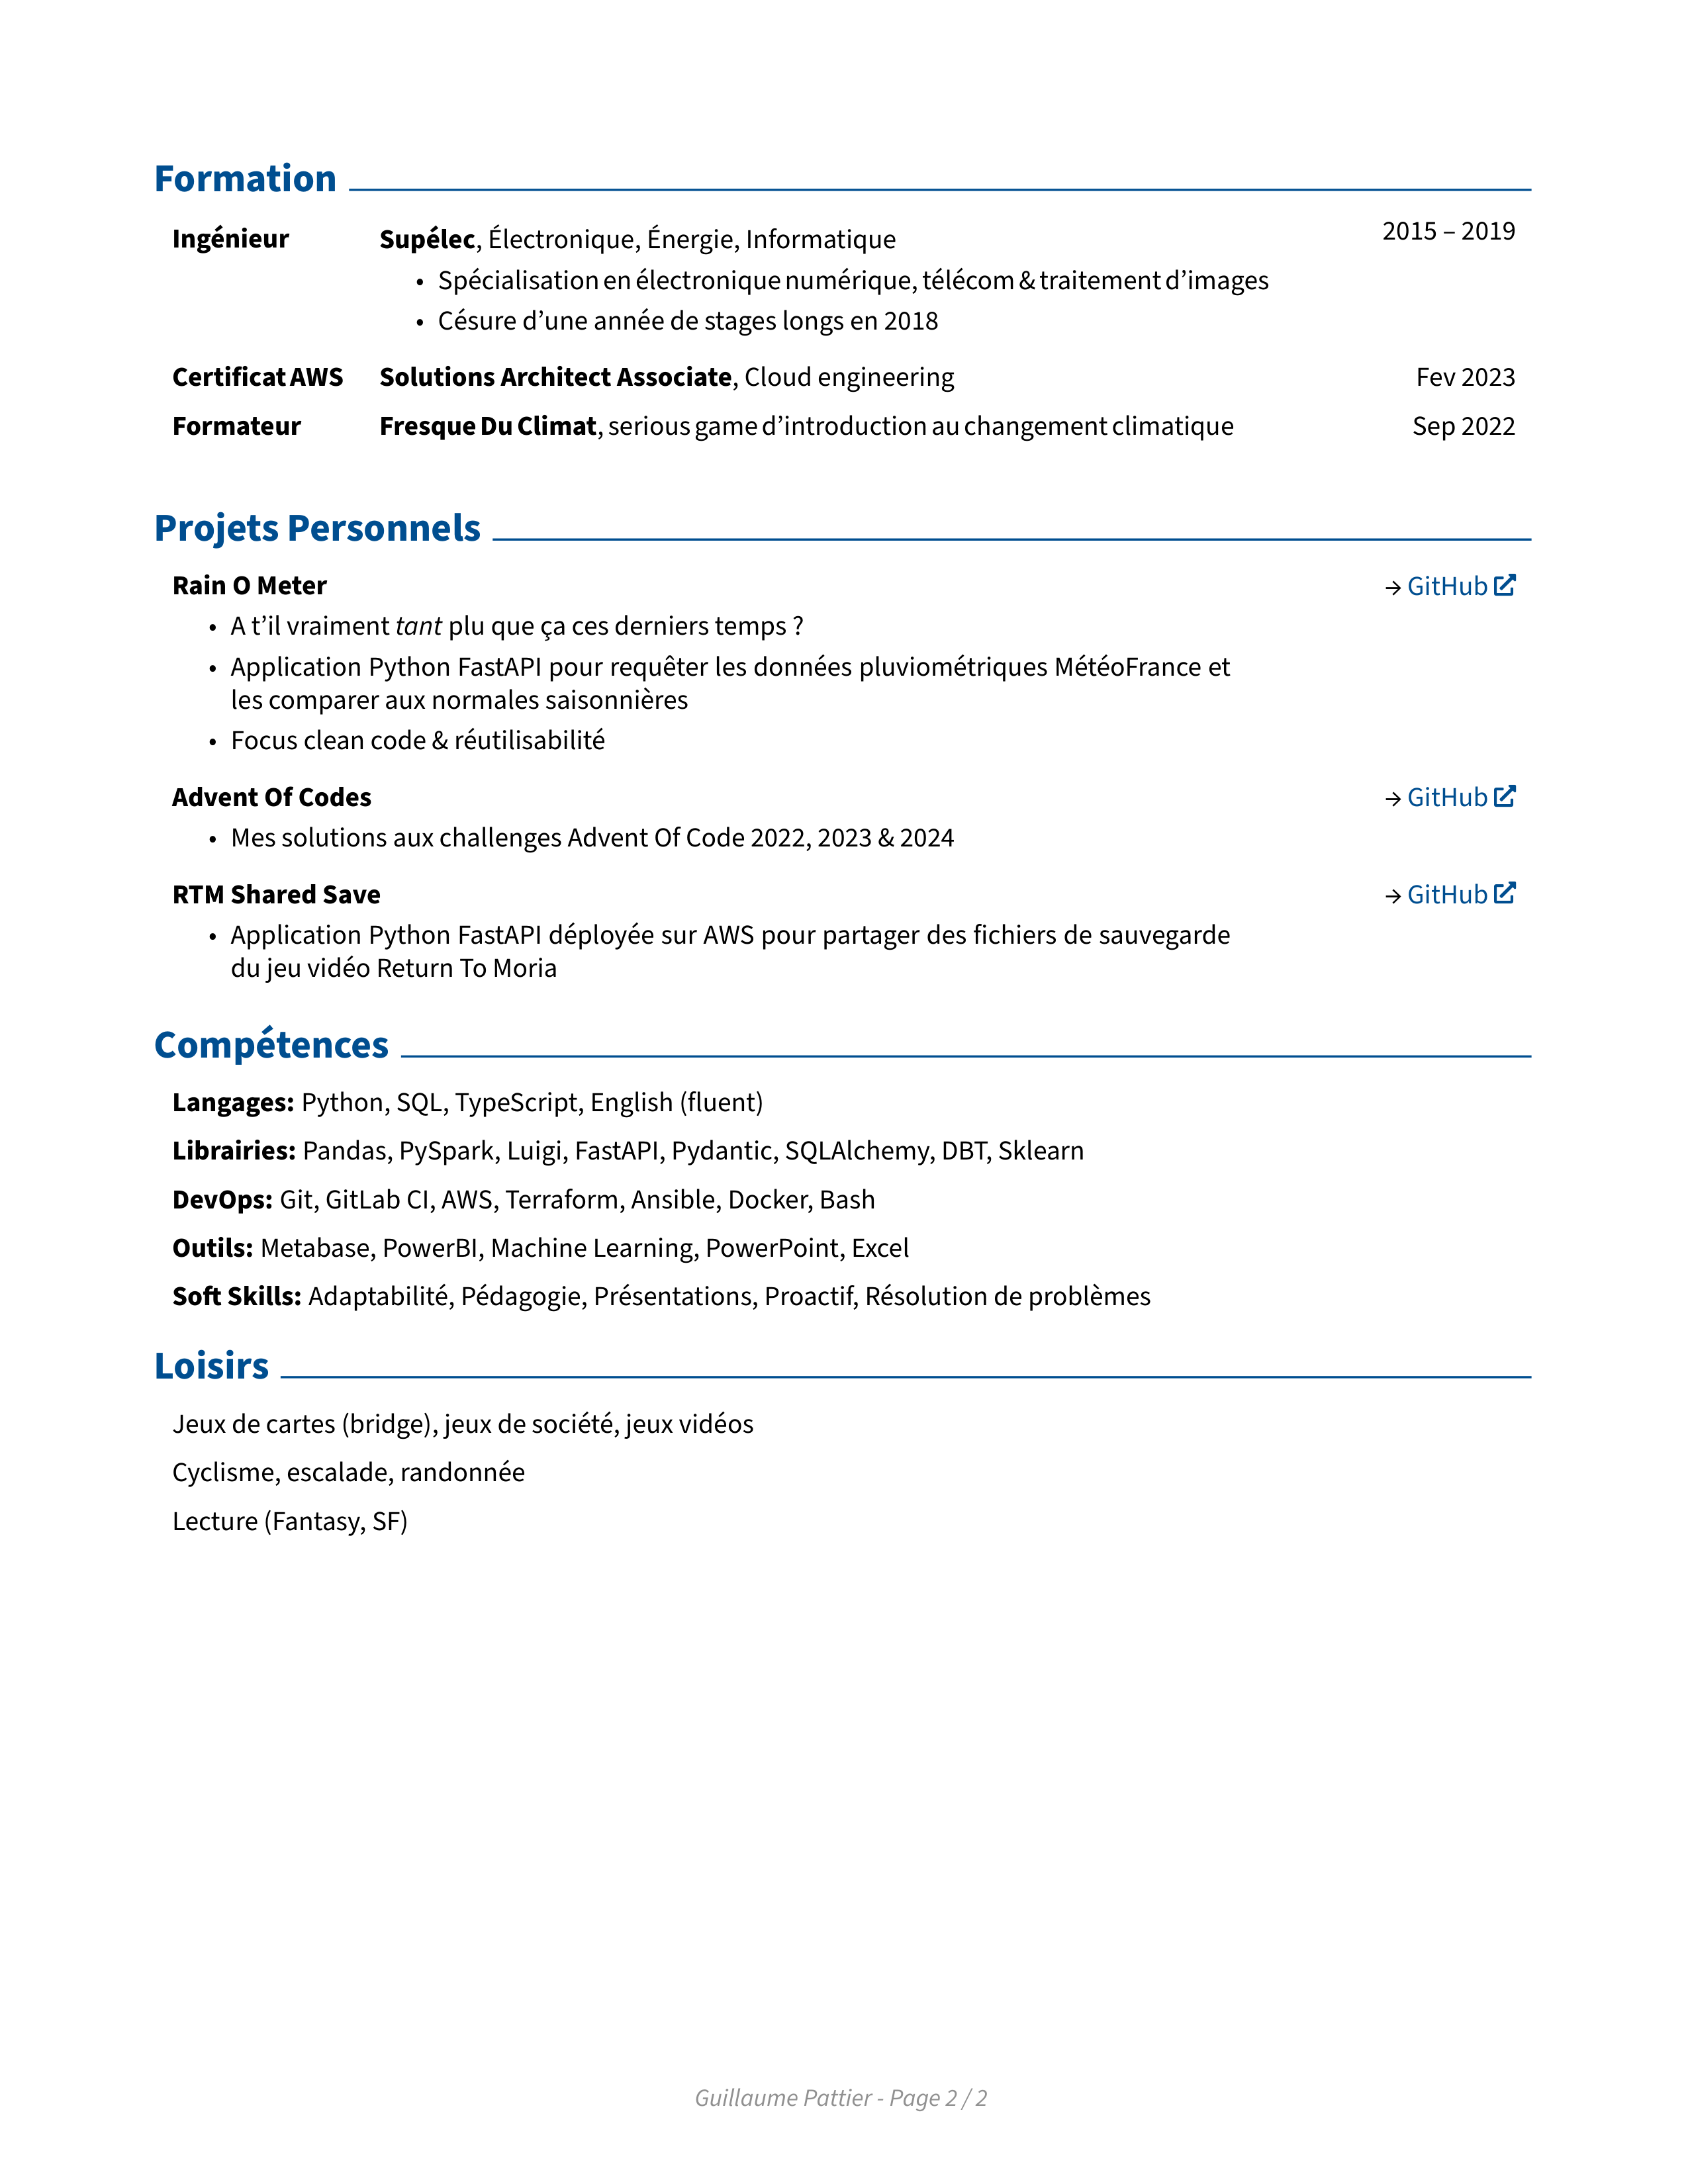 Formation
Ingénieur Supélec, Électronique, Énergie, Informatique 2015 – 2019
• Spécialisation en électronique numérique, télécom & traitement d’images
• Césure d’une année de stages longs en 2018
Certificat AWS Solutions Architect Associate, Cloud engineering Fev 2023
Formateur Fresque Du Climat, serious game d’introduction au changement climatique Sep 2022
Projets Personnels
Rain O Meter → GitHub
• A t’il vraiment tant plu que ça ces derniers temps ?
• Application Python FastAPI pour requêter les données pluviométriques MétéoFrance et
les comparer aux normales saisonnières
• Focus clean code & réutilisabilité
Advent Of Codes → GitHub
• Mes solutions aux challenges Advent Of Code 2022, 2023 & 2024
RTM Shared Save → GitHub
• Application Python FastAPI déployée sur AWS pour partager des fichiers de sauvegarde
du jeu vidéo Return To Moria
Compétences
Langages: Python, SQL, TypeScript, English (fluent)
Librairies: Pandas, PySpark, Luigi, FastAPI, Pydantic, SQLAlchemy, DBT, Sklearn
DevOps: Git, GitLab CI, AWS, Terraform, Ansible, Docker, Bash
Outils: Metabase, PowerBI, Machine Learning, PowerPoint, Excel
Soft Skills: Adaptabilité, Pédagogie, Présentations, Proactif, Résolution de problèmes
Loisirs
Jeux de cartes (bridge), jeux de société, jeux vidéos
Cyclisme, escalade, randonnée
Lecture (Fantasy, SF)
Guillaume Pattier - Page 2 / 2